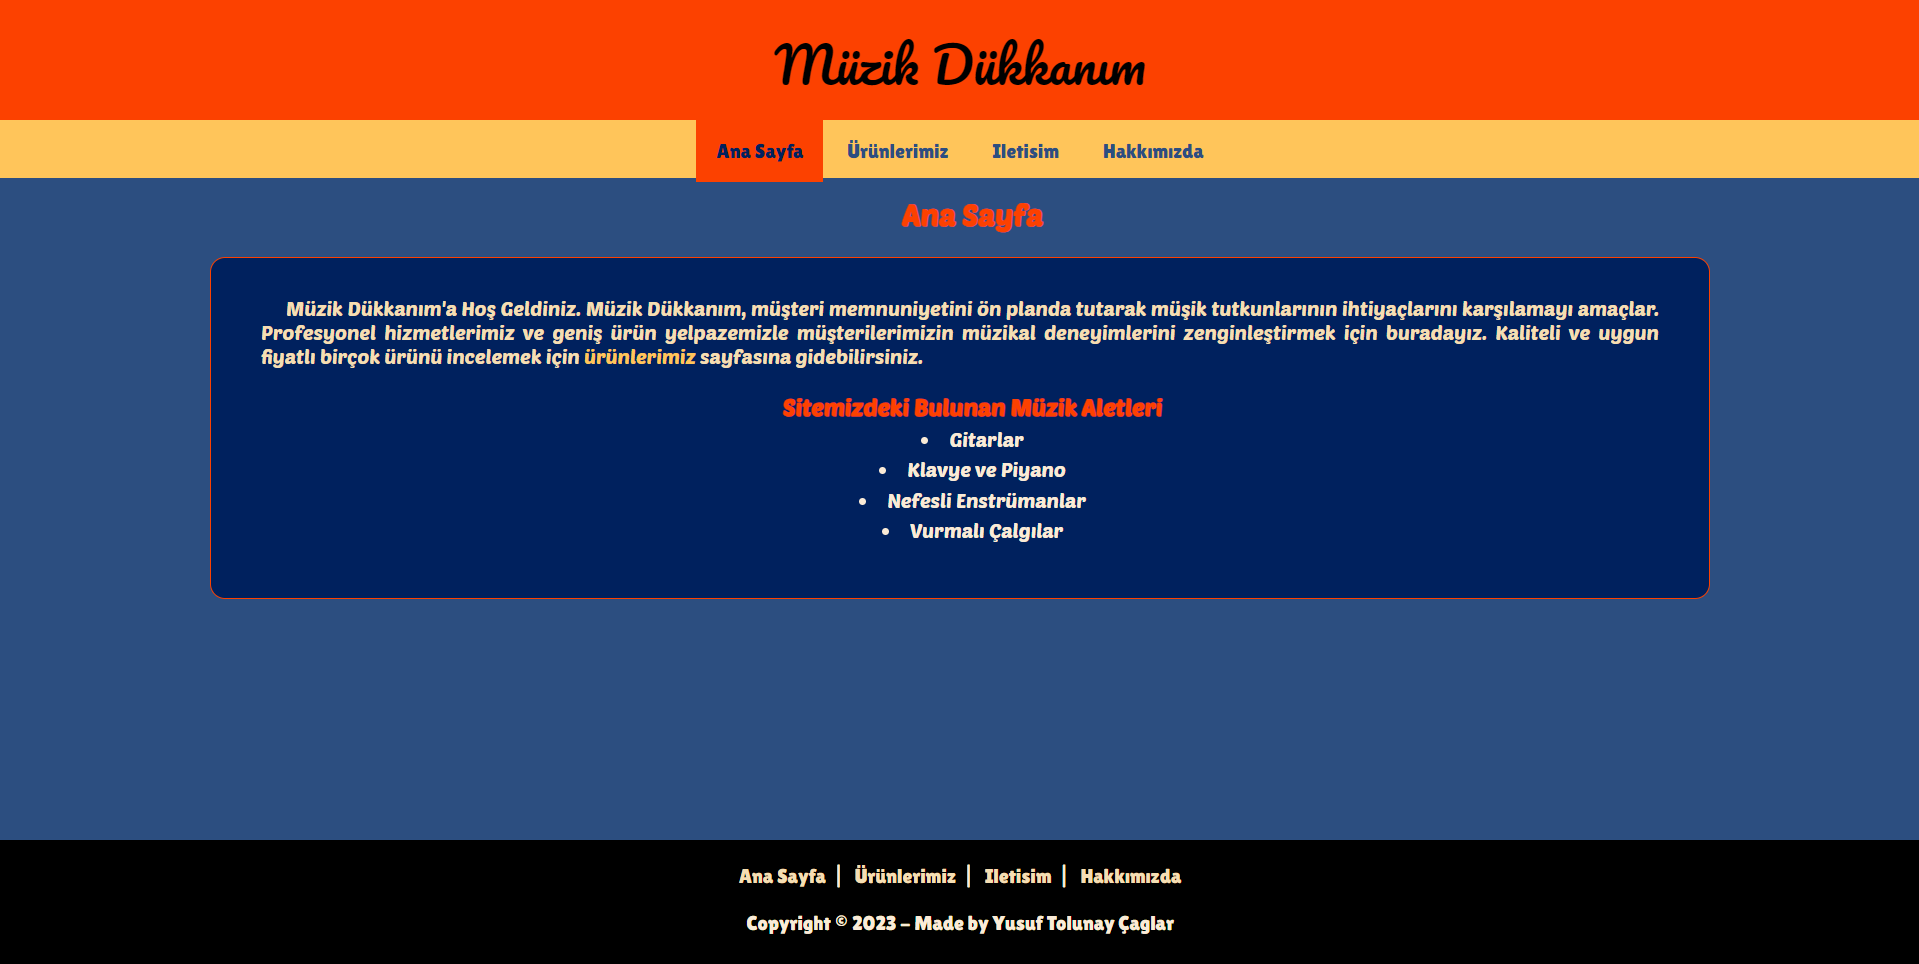 Müzik Dükkanım
Ana Sayfa Ürünlerimiz Iletisim Hakkımızda
Ana Sayfa
Müzik Dükkanım'a Hoş Geldiniz. Müzik Dükkanım, müşteri memnuniyetini ön planda tutarak müşik tutkunlarının ihtiyaçlarını karşılamayı amaçlar.
Profesyonel hizmetlerimiz ve geniş ürün yelpazemizle müşterilerimizin müzikal deneyimlerini zenginleştirmek için buradayız. Kaliteli ve uygun
fiyatlı birçok ürünü incelemek için ürünlerimiz sayfasına gidebilirsiniz.
Sitemizdeki Bulunan Müzik Aletleri
• Gitarlar
• Klavye ve Piyano
• Nefesli Enstrümanlar
• Vurmalı Çalgılar
Ana Sayfa | Ürünlerimiz | Iletisim | Hakkımızda
Copyright © 2023 – Made by Yusuf Tolunay Çaglar